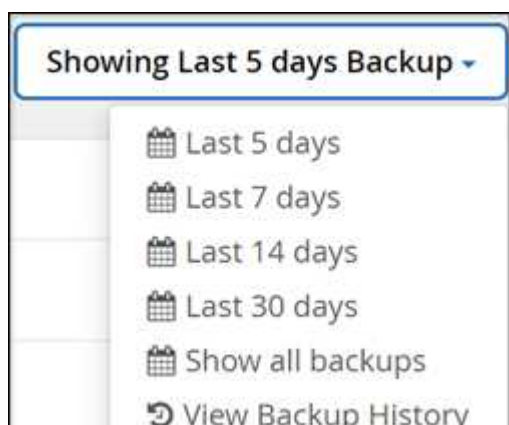 Showing Last 5 days Backup
Last 5 days
Last 7 days
Last 14 days
Last 30 days
Show all backups
View Backup History